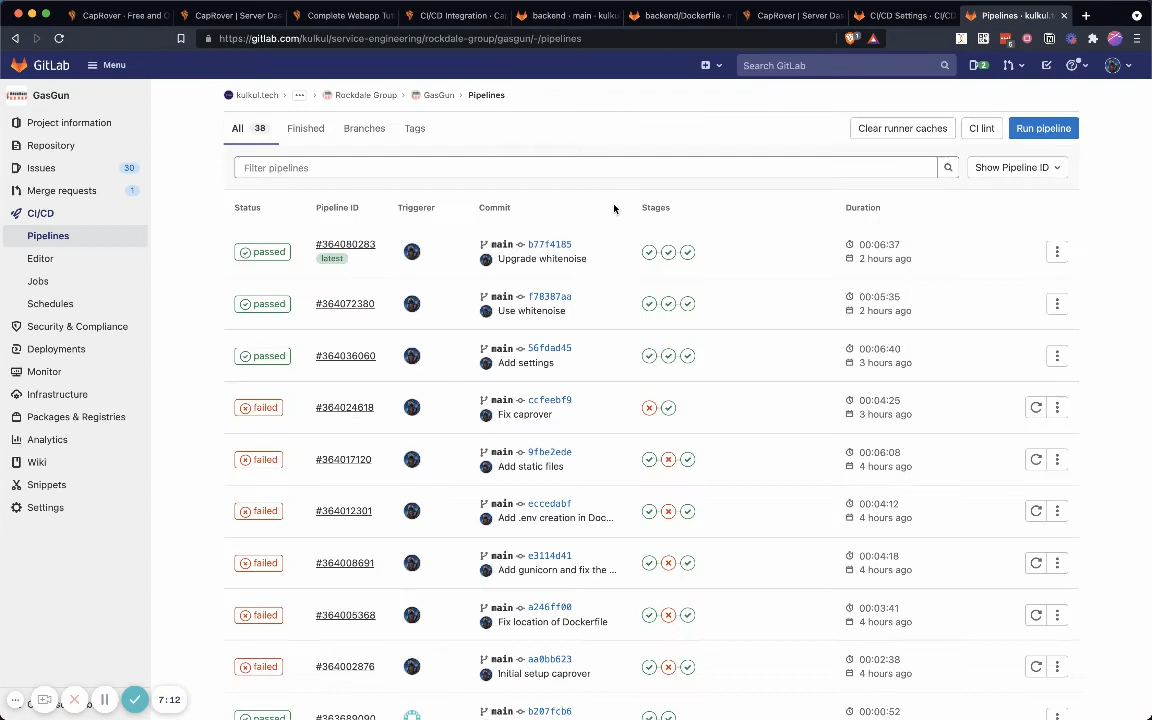 CapRover - Free and O
CapRover | Server Das
Complete Webapp Tut
CI/CD Integration · Ca
backend · main · kulku
backend/Dockerfile · m
CapRover | Server Das
CI/CD Settings · CI/CD
Pipelines · kulkul.t
https://gitlab.com/kulkul/service-engineering/rockdale-group/gasgun/-/pipelines
1
6
GitLab
Menu
Search GitLab
2
GasGun
Project information
Repository
Issues 30
Merge requests 1
CI/CD
Pipelines
Editor
Jobs
Schedules
Security & Compliance
Deployments
Monitor
Infrastructure
Packages & Registries
Analytics
Wiki
Snippets
Settings
7:12
kulkul.tech › ... › Rockdale Group › GasGun › Pipelines
All 38 Finished Branches Tags
Clear runner caches CI lint Run pipeline
Filter pipelines
Show Pipeline ID
Status Pipeline ID Triggerer Commit Stages Duration
passed #364080283 main b77f4185 00:06:37
latest Upgrade whitenoise 2 hours ago
passed #364072380 main f78387aa 00:05:35
Use whitenoise 2 hours ago
passed #364036060 main 56fdad45 00:06:40
Add settings 3 hours ago
failed #364024618 main ccfeebf9 00:04:25
Fix caprover 3 hours ago
failed #364017120 main 9fbe2ede 00:06:08
Add static files 4 hours ago
failed #364012301 main eccedabf 00:04:12
Add .env creation in Doc... 4 hours ago
failed #364008691 main e3114d41 00:04:18
Add gunicorn and fix the ... 4 hours ago
failed #364005368 main a246ff00 00:03:41
Fix location of Dockerfile 4 hours ago
failed #364002876 main aa0bb623 00:02:38
Initial setup caprover 4 hours ago
passed #363689090 main b207fcb6 00:00:52